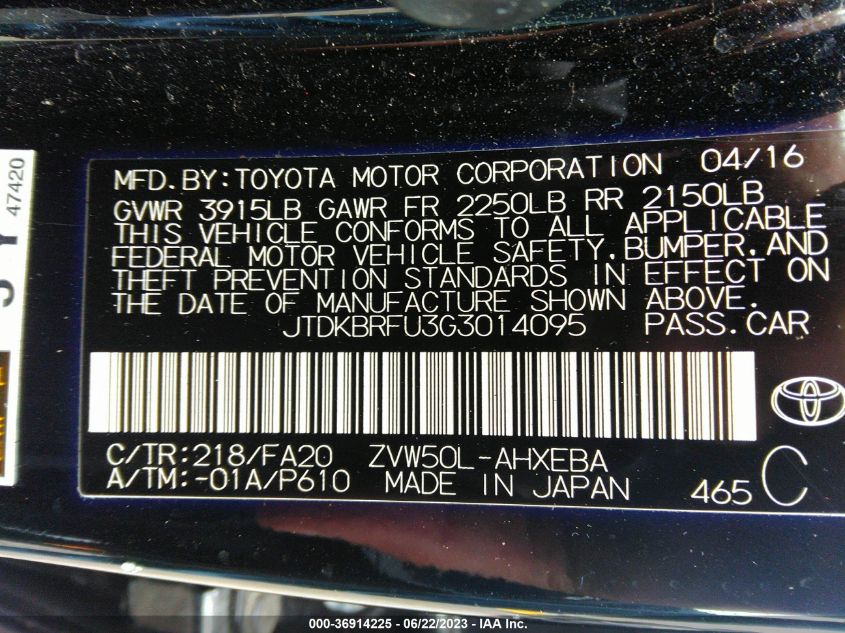 47420
MFD.BY:TOYOTA MOTOR CORPORATION 04/16
GVWR 3915LB GAWR FR 2250LB RR 2150LB
THIS VEHICLE CONFORMS TO ALL APPLICABLE
FEDERAL MOTOR VEHICLE SAFETY,BUMPER,AND
THEFT PREVENTION STANDARDS IN EFFECT ON
THE DATE OF MANUFACTURE SHOWN ABOVE.
JTDKBRFU3G3014095 PASS.CAR
C/TR:218/FA20 ZVW50L-AHXEBA
A/TM:-01A/P610 MADE IN JAPAN 465 C
000-36914225 - 06/22/2023 - IAA Inc.